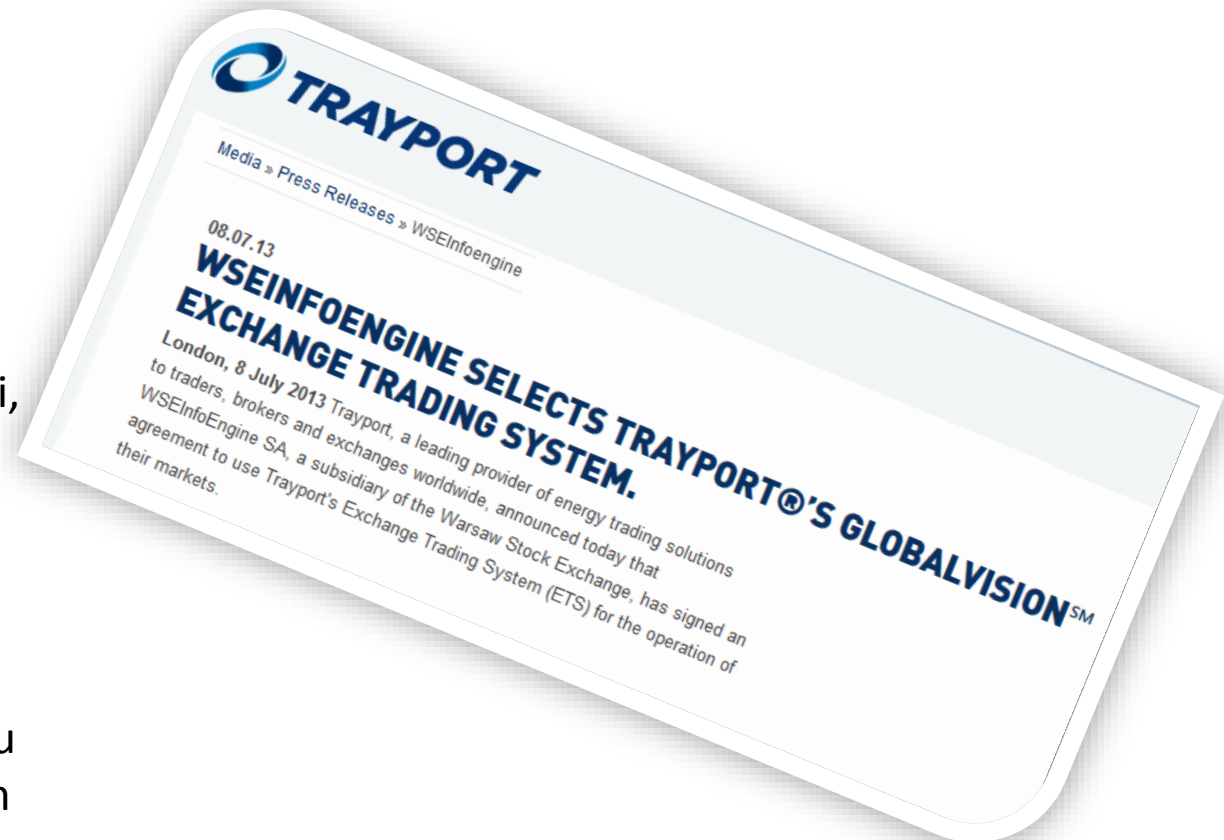 TRAYPORT
Media » Press Releases » WSEInfoengine
08.07.13
WSEINFOENGINE SELECTS TRAYPORT®'S GLOBALVISION℠
EXCHANGE TRADING SYSTEM.
London, 8 July 2013 Trayport, a leading provider of energy trading solutions
to traders, brokers and exchanges worldwide, announced today that
WSEInfoEngine SA, a subsidiary of the Warsaw Stock Exchange, has signed an
agreement to use Trayport's Exchange Trading System (ETS) for the operation of
their markets.
i,
u
n